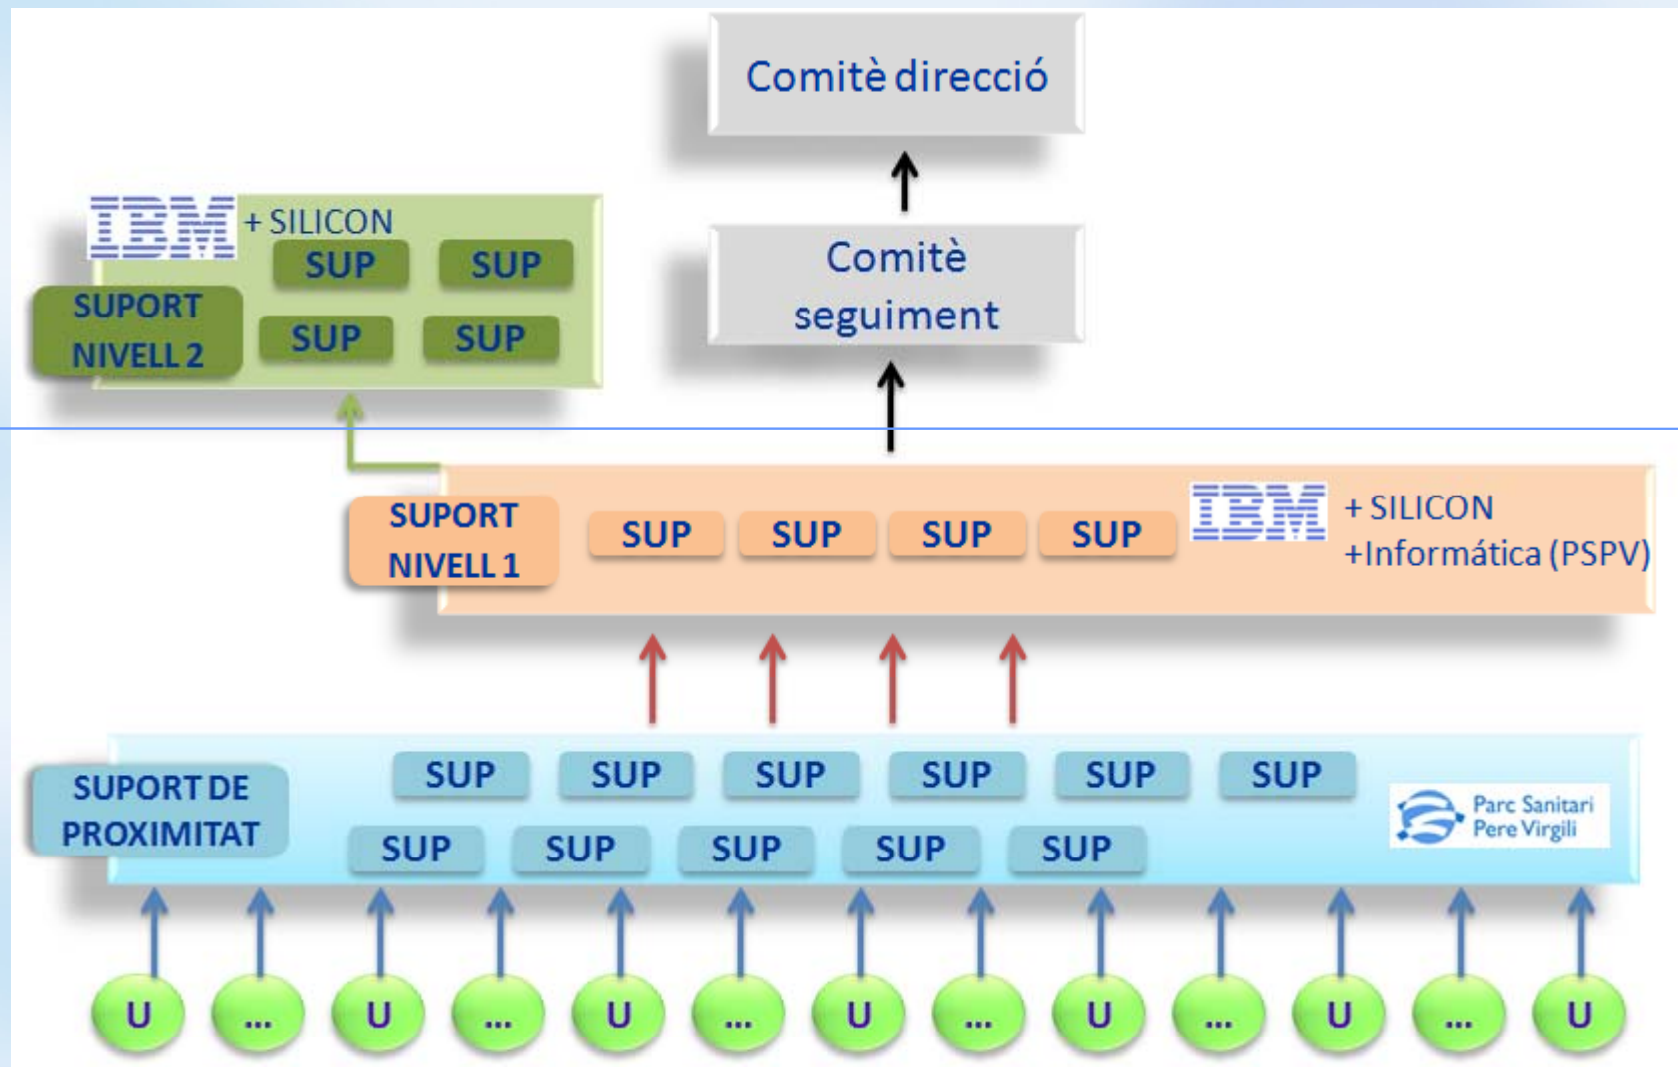 Comitè direcció
IBM + SILICON
SUP SUP
SUPORT
NIVELL 2
SUP SUP
Comitè
seguiment
SUPORT
NIVELL 1
SUP SUP SUP SUP
IBM + SILICON
+Informática (PSPV)
SUPORT DE
PROXIMITAT
SUP SUP SUP SUP SUP SUP
SUP SUP SUP SUP SUP
Parc Sanitari
Pere Virgili
U ... U ... U ... U ... U ... U ... U